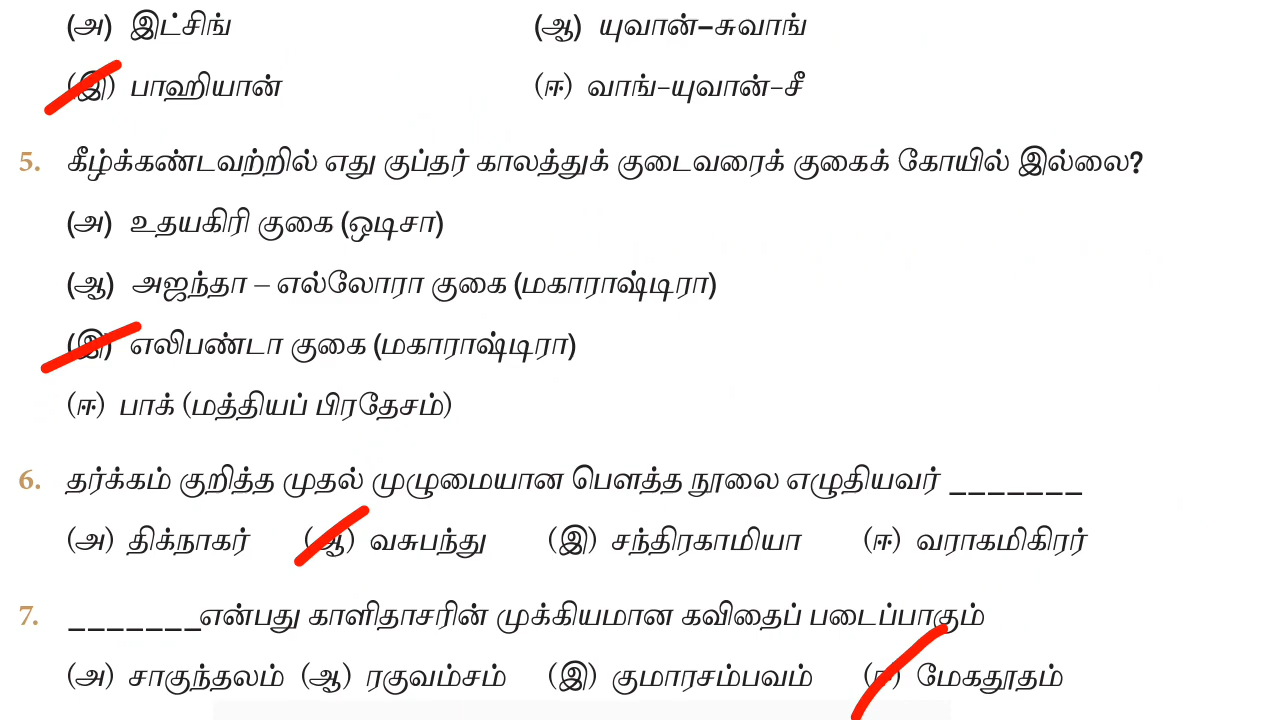 (அ) இட்சிங் (ஆ) யுவான்–சுவாங்
(இ) பாஹியான் (ஈ) வாங்-யுவான்-சீ
5. கீழ்க்கண்டவற்றில் எது குப்தர் காலத்துக் குடைவரைக் குகைக் கோயில் இல்லை?
(அ) உதயகிரி குகை (ஒடிசா)
(ஆ) அஜந்தா – எல்லோரா குகை (மகாராஷ்டிரா)
(இ) எலிபண்டா குகை (மகாராஷ்டிரா)
(ஈ) பாக் (மத்தியப் பிரதேசம்)
6. தர்க்கம் குறித்த முதல் முழுமையான பௌத்த நூலை எழுதியவர் _______
(அ) திக்நாகர் (ஆ) வசுபந்து (இ) சந்திரகாமியா (ஈ) வராகமிகிரர்
7. _______என்பது காளிதாசரின் முக்கியமான கவிதைப் படைப்பாகும்
(அ) சாகுந்தலம் (ஆ) ரகுவம்சம் (இ) குமாரசம்பவம் (ஈ) மேகதூதம்